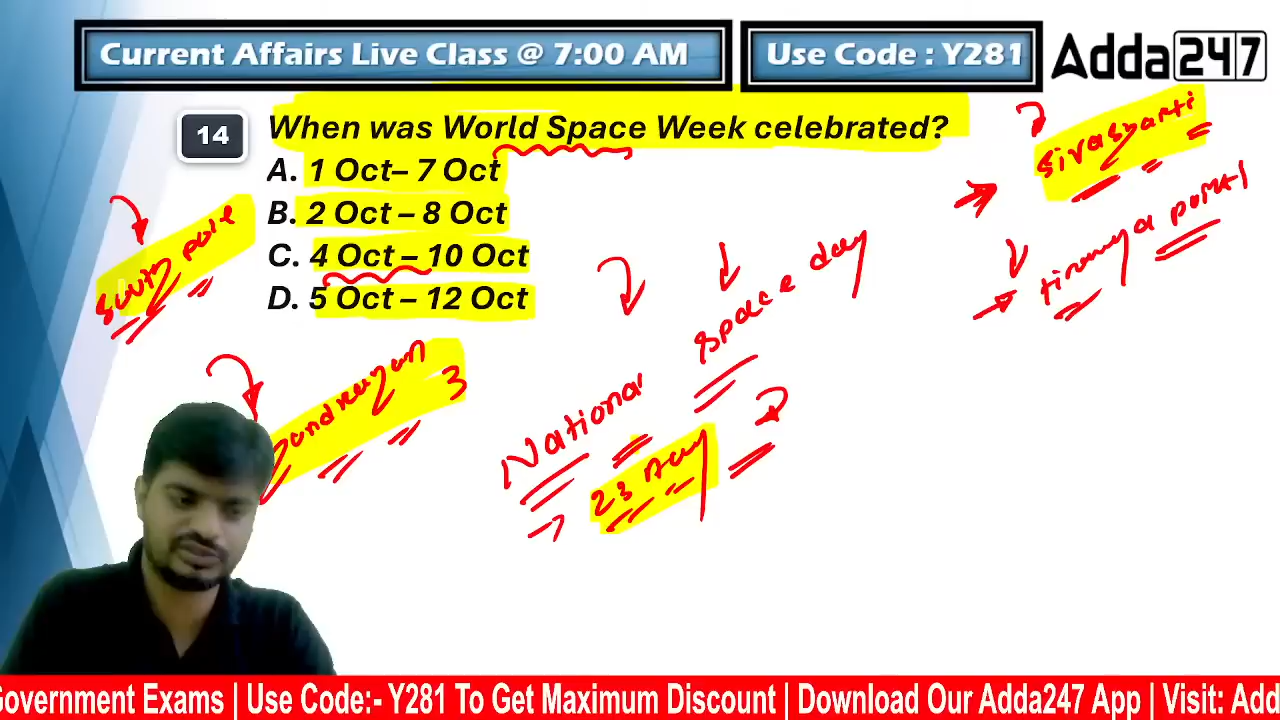 Current Affairs Live Class @ 7:00 AM
Use Code : Y281
Adda247
14
When was World Space Week celebrated?
A. 1 Oct– 7 Oct
B. 2 Oct – 8 Oct
C. 4 Oct – 10 Oct
D. 5 Oct – 12 Oct
south pole
3
National
space day
23 Aug
point
Government Exams | Use Code:- Y281 To Get Maximum Discount | Download Our Adda247 App | Visit: Add